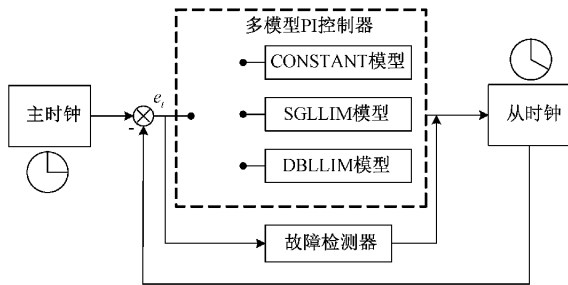 多模型PI控制器
CONSTANT模型
主时钟
-
e_t
SGLLIM模型
从时钟
DBLLIM模型
故障检测器